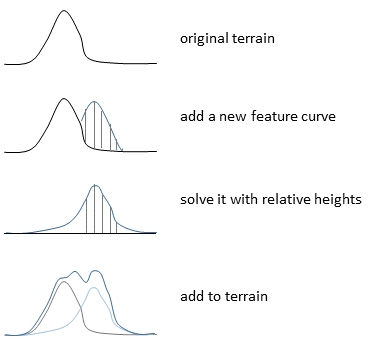 original terrain
add a new feature curve
solve it with relative heights
add to terrain